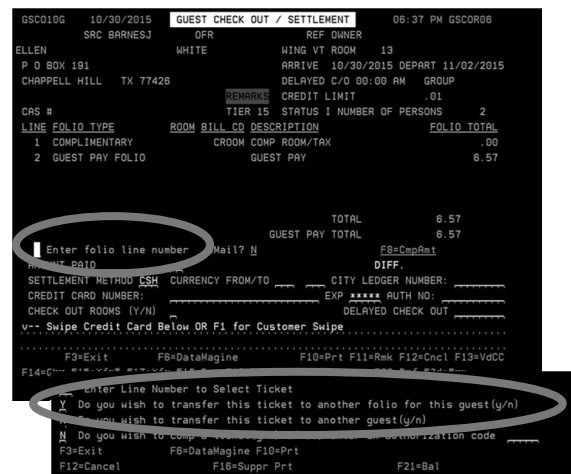 GSCO10G 10/30/2015 GUEST CHECK OUT / SETTLEMENT 06:37 PM GSCOR06
SRC BARNESJ OFR REF OWNER
ELLEN WHITE WING VT ROOM 13
P O BOX 191 ARRIVE 10/30/2015 DEPART 11/02/2015
CHAPPELL HILL TX 77426 DELAYED C/O 00:00 AM GROUP
REMARKS CREDIT LIMIT .01
CAS # TIER 15 STATUS I NUMBER OF PERSONS 2
LINE FOLIO TYPE ROOM BILL CD DESCRIPTION FOLIO TOTAL
1 COMPLIMENTARY CROOM COMP ROOM/TAX .00
2 GUEST PAY FOLIO GUEST PAY 6.57
TOTAL 6.57
GUEST PAY TOTAL 6.57
Enter folio line number Mail? N F8=CmpAmt
AMOUNT PAID DIFF.
SETTLEMENT METHOD CSH CURRENCY FROM/TO CITY LEDGER NUMBER:
CREDIT CARD NUMBER: EXP ***** AUTH NO:
CHECK OUT ROOMS (Y/N) DELAYED CHECK OUT
v-- Swipe Credit Card Below OR F1 for Customer Swipe
F3=Exit F6=DataMagine F10=Prt F11=Rmk F12=Cncl F13=VdCC
Enter Line Number to Select Ticket
Y Do you wish to transfer this ticket to another folio for this guest(y/n)
Do you wish to transfer this ticket to another guest(y/n)
N Do you wish to comp a authorization code
F3=Exit F6=DataMagine F10=Prt
F12=Cancel F16=Suppr Prt F21=Bal